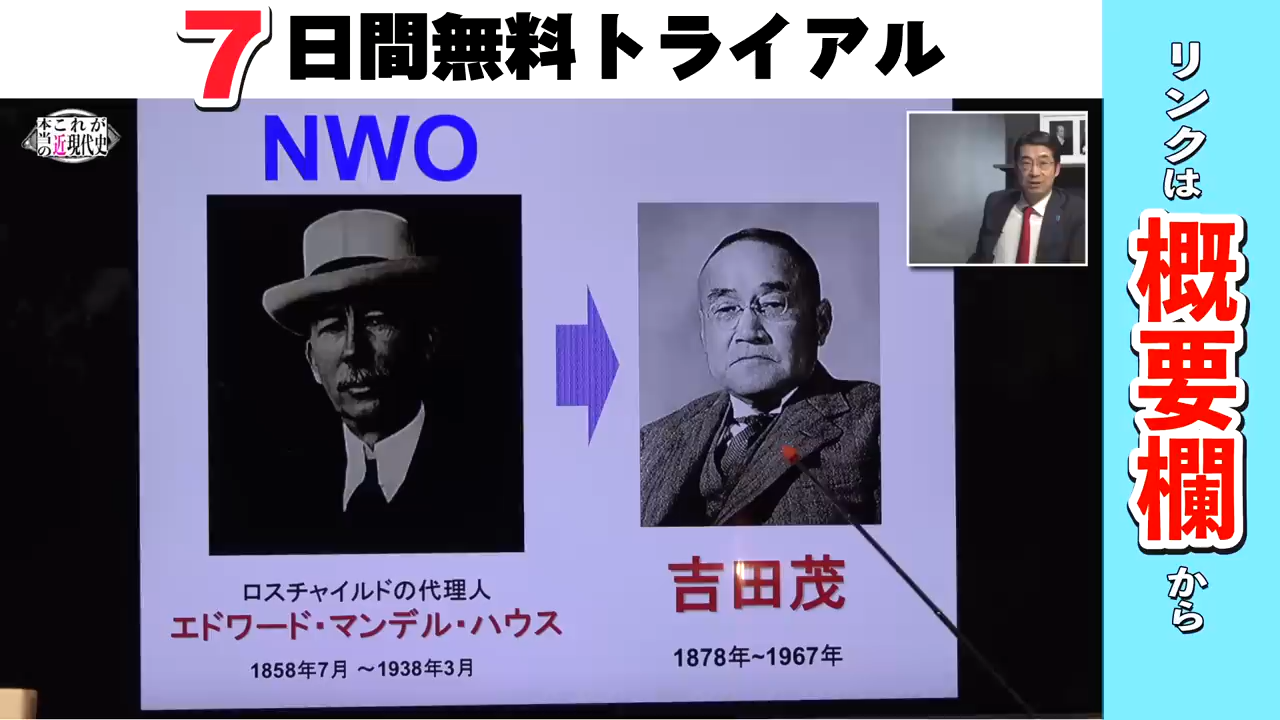 7日間無料トライアル
本当の
これが
近現代史
NWO
ロスチャイルドの代理人
エドワード・マンデル・ハウス
1858年7月 ～1938年3月
吉田茂
1878年~1967年
リンクは
概要欄
から